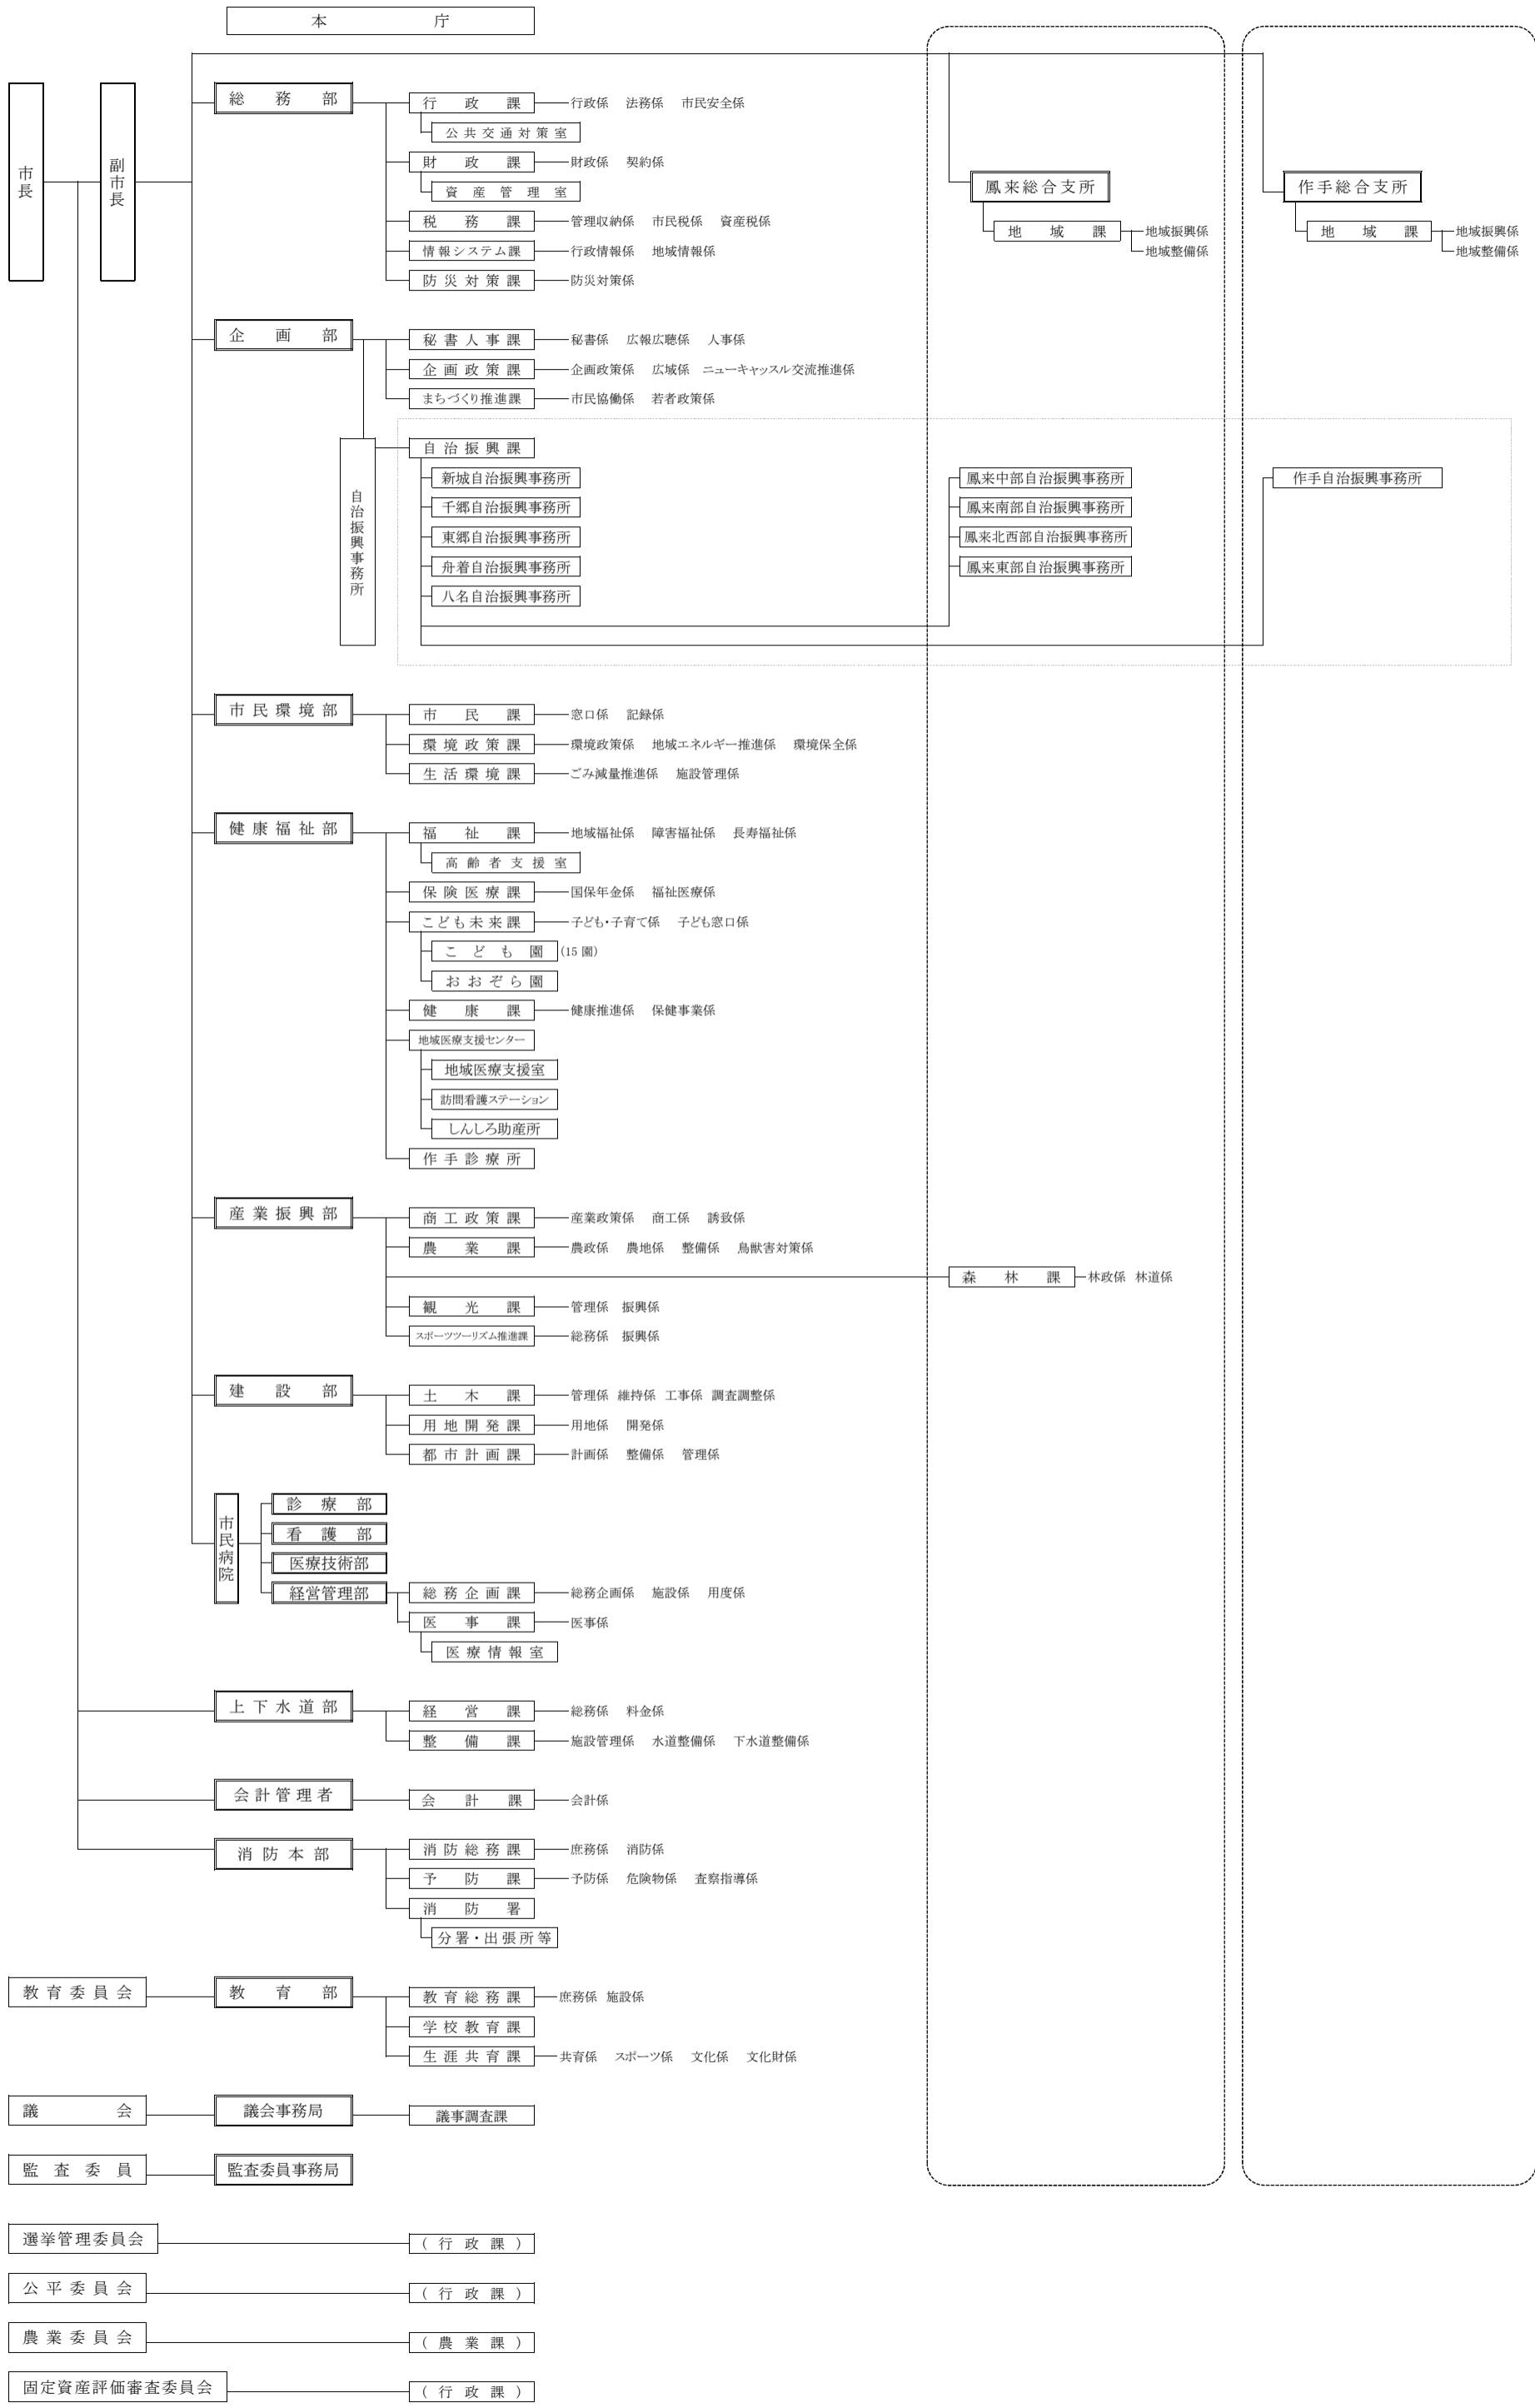 本庁
市長
副市長
総務部
行政課 行政係 法務係 市民安全係
公共交通対策室
財政課 財政係 契約係
資産管理室
税務課 管理収納係 市民税係 資産税係
情報システム課 行政情報係 地域情報係
防災対策課 防災対策係
鳳来総合支所
地域課 地域振興係
地域整備係
作手総合支所
地域課 地域振興係
地域整備係
企画部
秘書人事課 秘書係 広報広聴係 人事係
企画政策課 企画政策係 広域係 ニューキャッスル交流推進係
まちづくり推進課 市民協働係 若者政策係
自治振興事務所
自治振興課
新城自治振興事務所 鳳来中部自治振興事務所 作手自治振興事務所
千郷自治振興事務所 鳳来南部自治振興事務所
東郷自治振興事務所 鳳来北西部自治振興事務所
舟着自治振興事務所 鳳来東部自治振興事務所
八名自治振興事務所
市民環境部
市民課 窓口係 記録係
環境政策課 環境政策係 地域エネルギー推進係 環境保全係
生活環境課 ごみ減量推進係 施設管理係
健康福祉部
福祉課 地域福祉係 障害福祉係 長寿福祉係
高齢者支援室
保険医療課 国保年金係 福祉医療係
こども未来課 子ども・子育て係 子ども窓口係
こども園 (15園)
おおぞら園
健康課 健康推進係 保健事業係
地域医療支援センター
地域医療支援室
訪問看護ステーション
しんしろ助産所
作手診療所
産業振興部
商工政策課 産業政策係 商工係 誘致係
農業課 農政係 農地係 整備係 鳥獣害対策係
森林課 林政係 林道係
観光課 管理係 振興係
スポーツツーリズム推進課 総務係 振興係
建設部
土木課 管理係 維持係 工事係 調査調整係
用地開発課 用地係 開発係
都市計画課 計画係 整備係 管理係
市民病院
診療部
看護部
医療技術部
経営管理部 総務企画課 総務企画係 施設係 用度係
医事課 医事係
医療情報室
上下水道部
経営課 総務係 料金係
整備課 施設管理係 水道整備係 下水道整備係
会計管理者 会計課 会計係
消防本部
消防総務課 庶務係 消防係
予防課 予防係 危険物係 査察指導係
消防署
分署・出張所等
教育委員会 教育部
教育総務課 庶務係 施設係
学校教育課
生涯共育課 共育係 スポーツ係 文化係 文化財係
議会 議会事務局 議事調査課
監査委員 監査委員事務局
選挙管理委員会 (行政課)
公平委員会 (行政課)
農業委員会 (農業課)
固定資産評価審査委員会 (行政課)